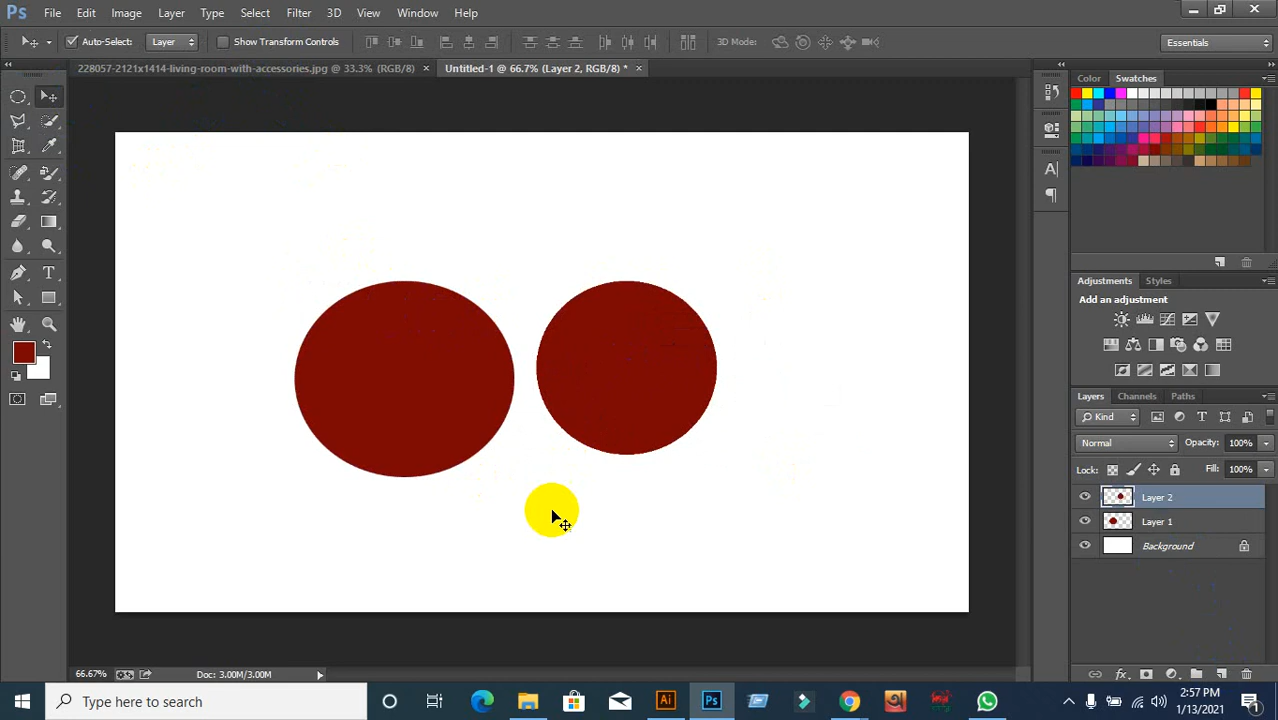 Ps File Edit Image Layer Type Select Filter 3D View Window Help
Auto-Select: Layer Show Transform Controls 3D Mode: Essentials
228057-2121x1414-living-room-with-accessories.jpg @ 33.3% (RGB/8) × Untitled-1 @ 66.7% (Layer 2, RGB/8) * ×
Color Swatches
Adjustments Styles
Add an adjustment
Layers Channels Paths
Kind
Normal Opacity: 100%
Lock: Fill: 100%
Layer 2
Layer 1
Background
66.67% Doc: 3.00M/3.00M
Type here to search
Ai Ps
2:57 PM
1/13/2021
1